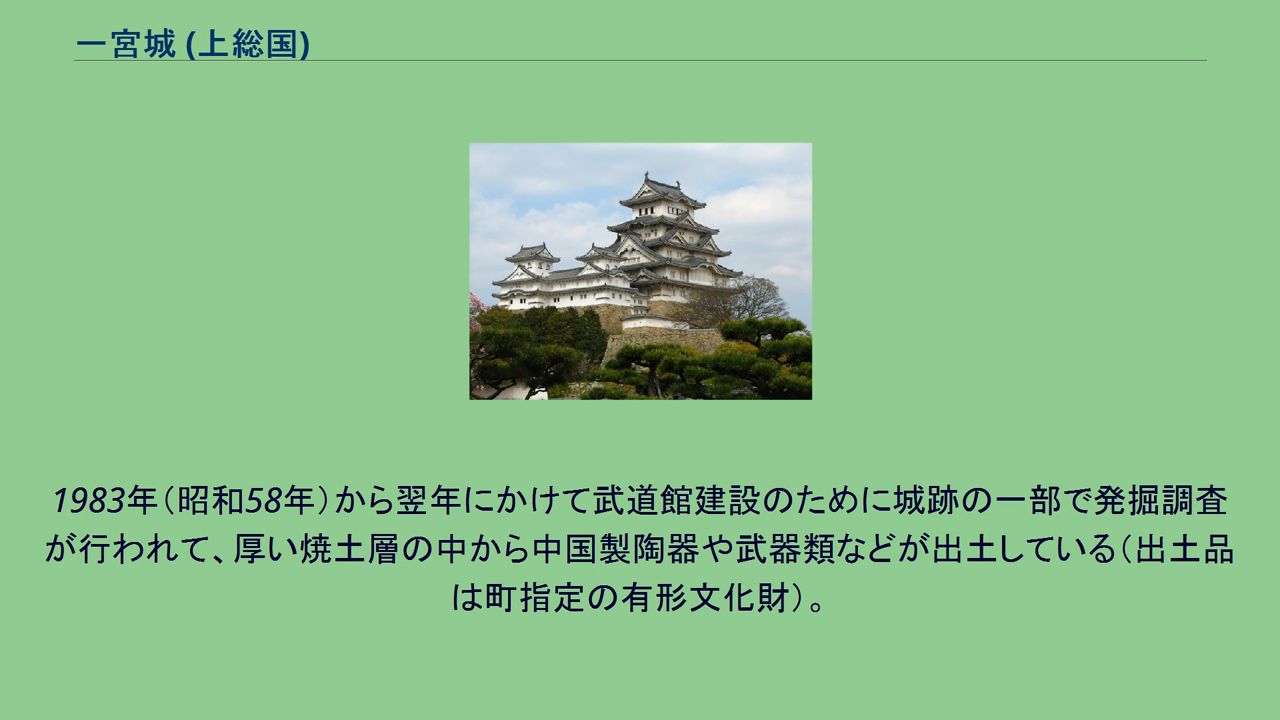 一宮城 (上総国)
1983年（昭和58年）から翌年にかけて武道館建設のために城跡の一部で発掘調査
が行われて、厚い焼土層の中から中国製陶器や武器類などが出土している（出土品
は町指定の有形文化財）。